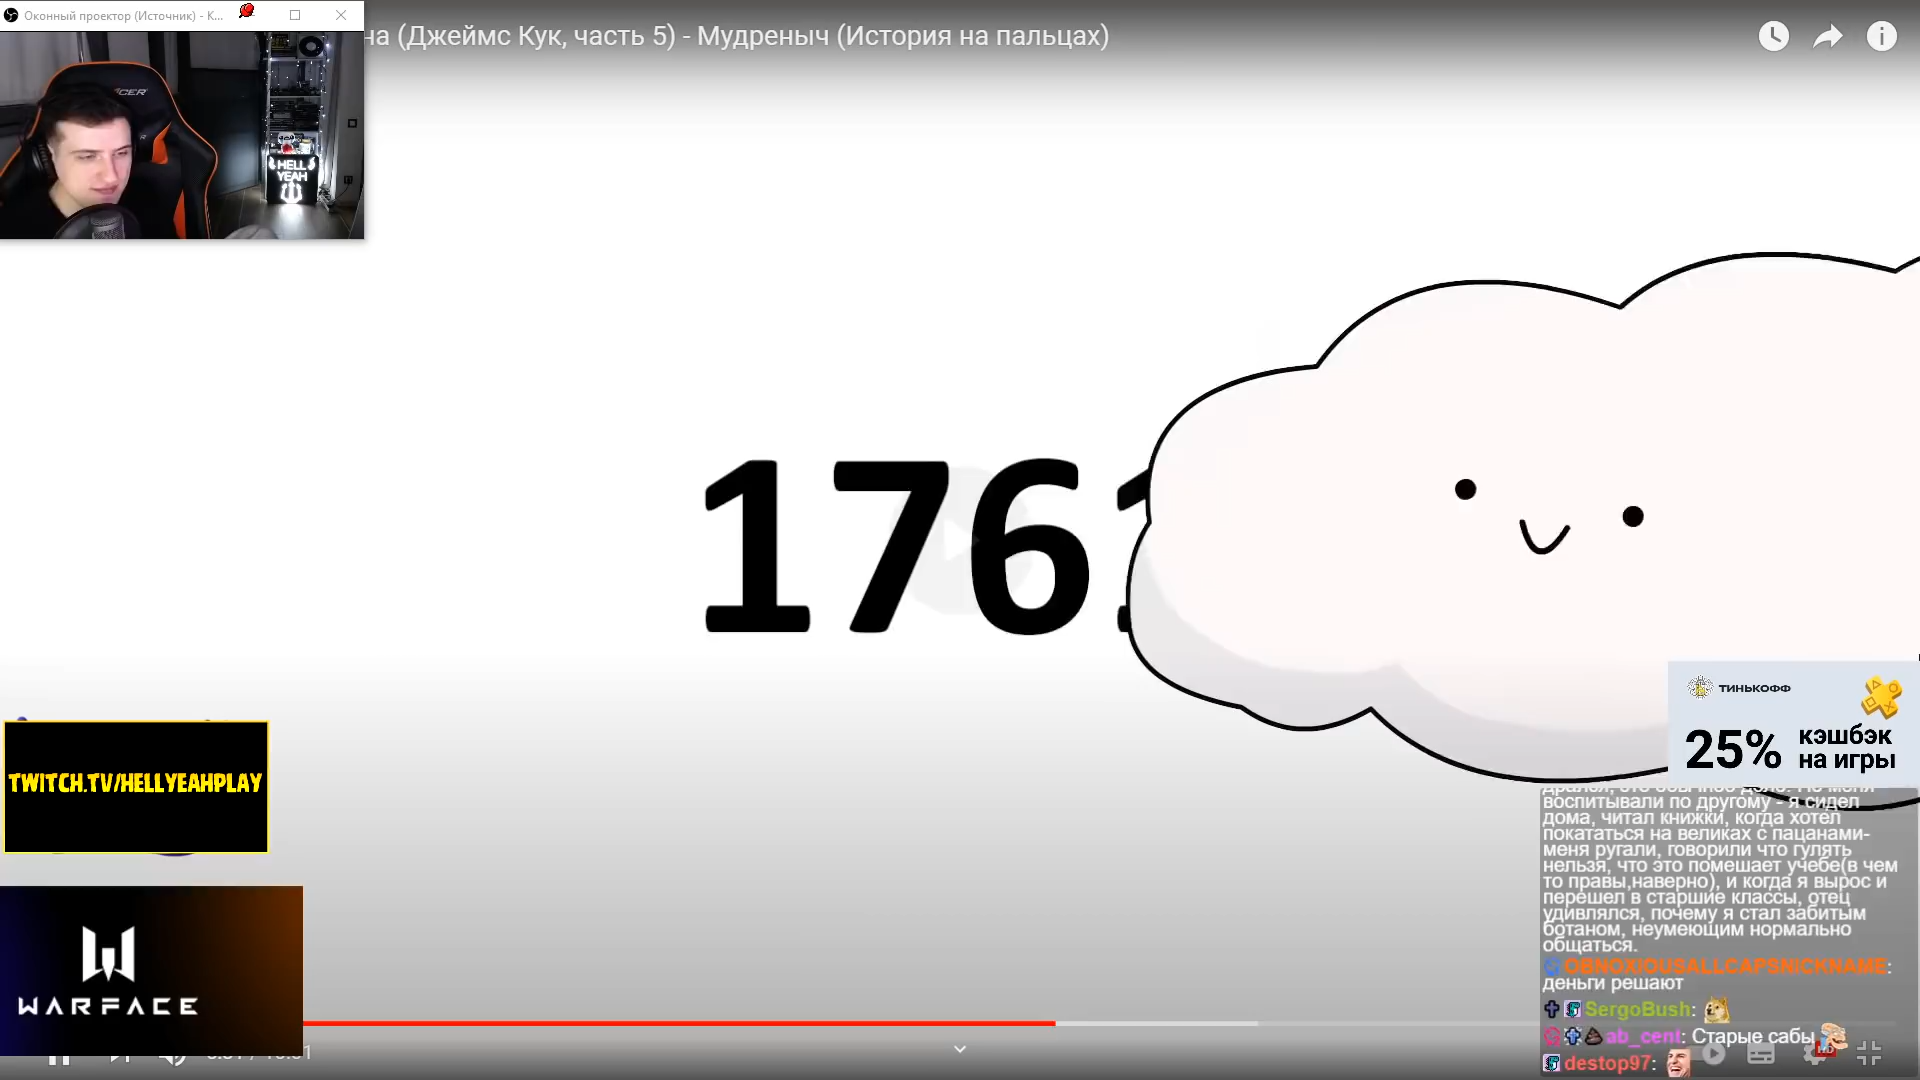 Оконный проектор (Источник) - К...
на (Джеймс Кук, часть 5) - Мудреныч (История на пальцах)
HELL
YEAH
176
ТИНЬКОФФ
25% кэшбэк
на игры
TWITCH.TV/HELLYEAHPLAY
воспитывали по другому - я сидел
дома, читал книжки, когда хотел
покататься на великах с пацанами-
меня ругали, говорили что гулять
нельзя, что это помешает учебе(в чем
то правы,наверно), и когда я вырос и
перешел в старшие классы, отец
удивлялся, почему я стал забитым
ботаном, неумеющим нормально
общаться.
OBNOXIOUSALLCAPSNICKNAME:
деньги решают
SergoBush:
ab_cent: Старые сабы
destop97:
WARFACE